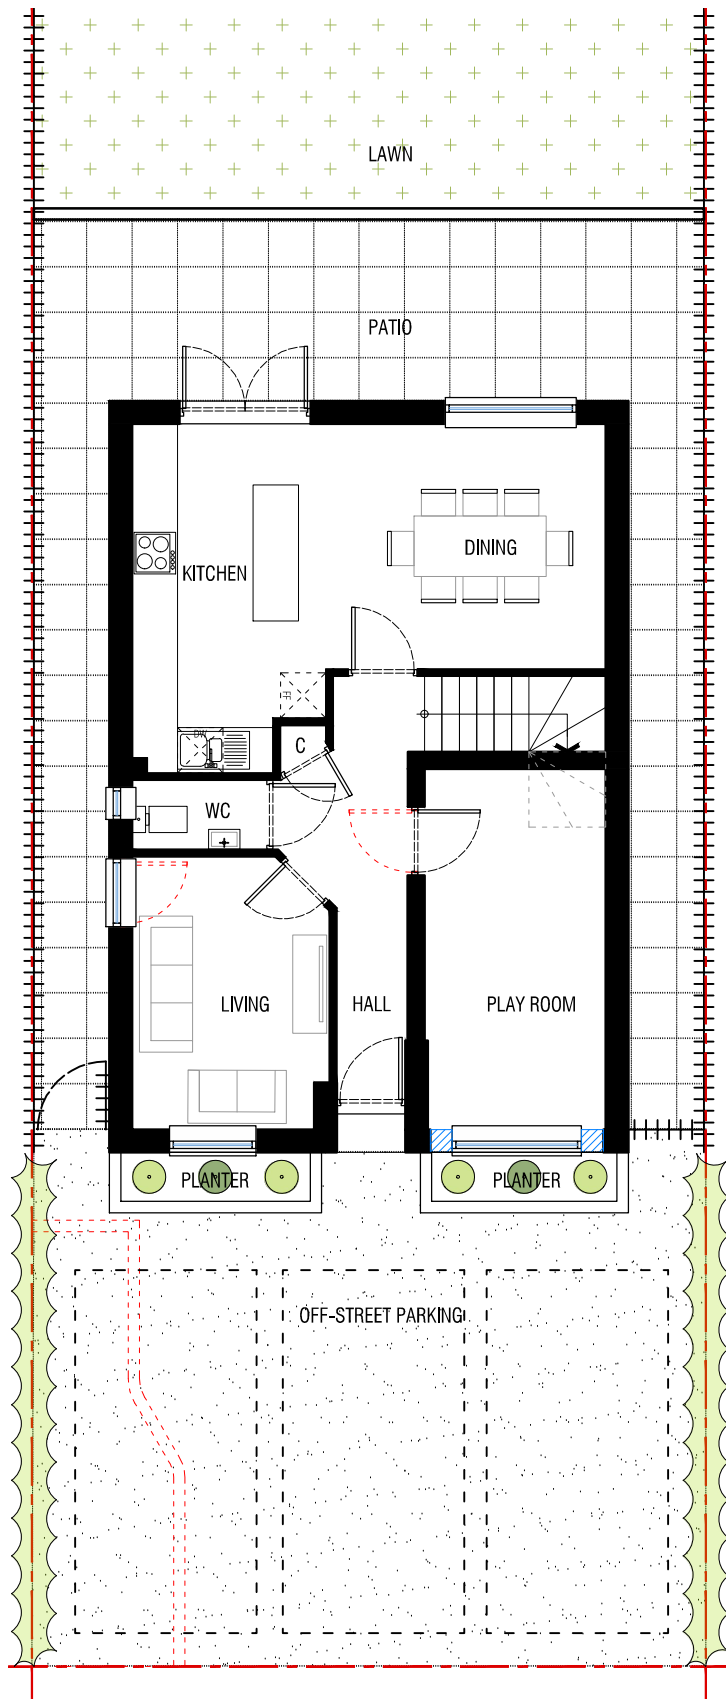 LAWN
PATIO
DINING
KITCHEN
FF
DW
C
WC
LIVING
HALL
PLAY ROOM
PLANTER
PLANTER
OFF-STREET PARKING